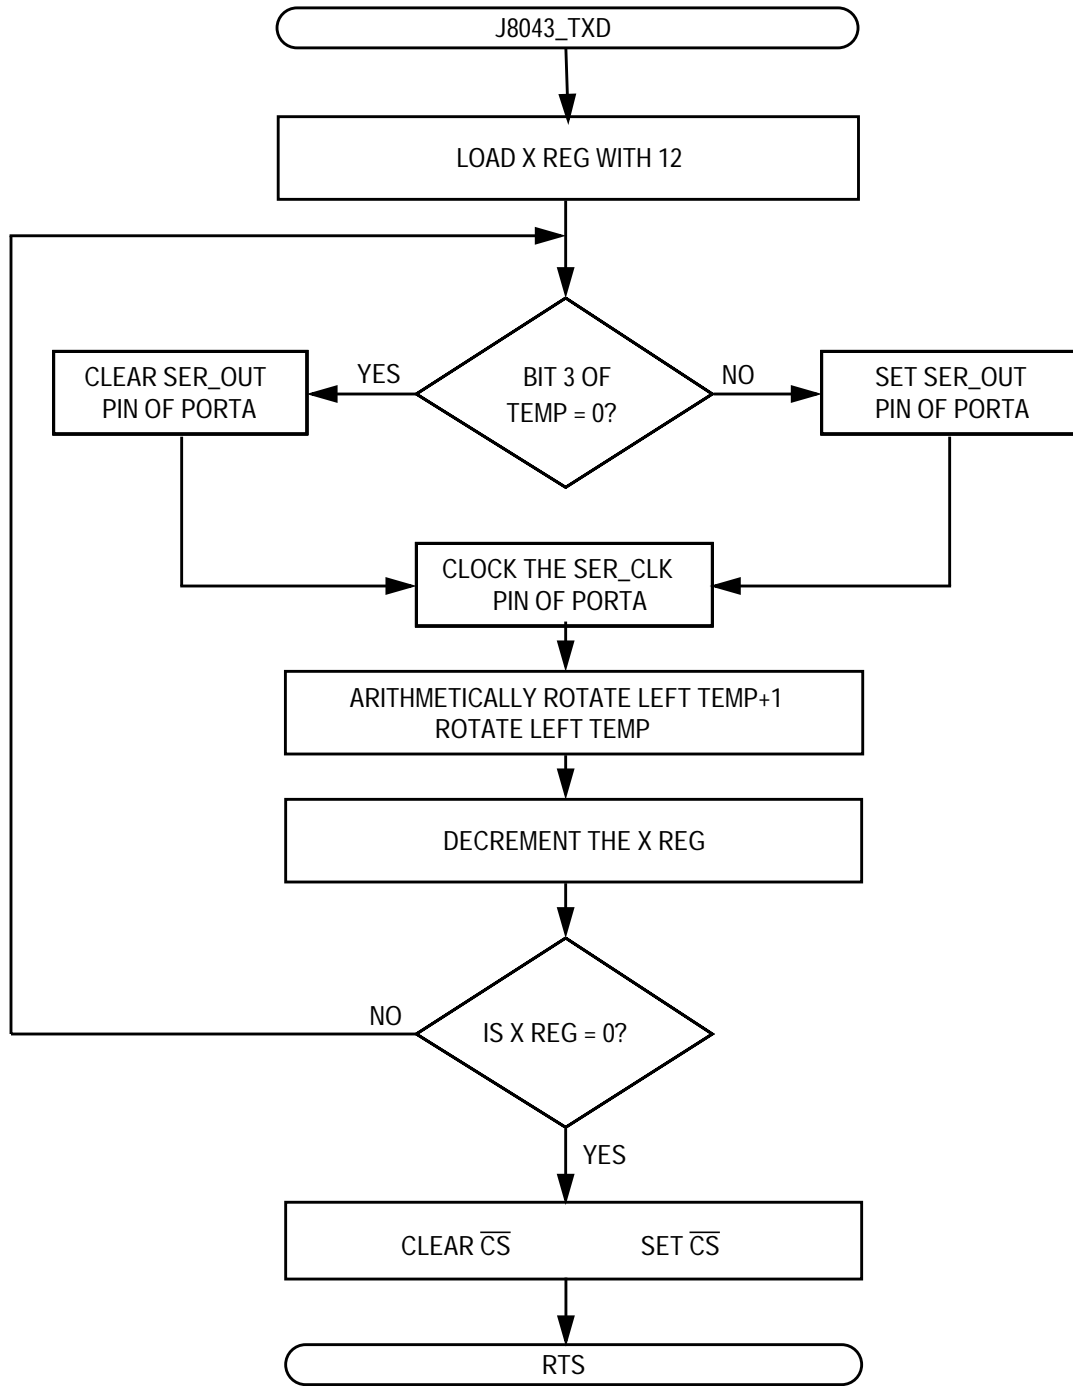 J8043_TXD
LOAD X REG WITH 12
BIT 3 OF
TEMP = 0?
YES
NO
CLEAR SER_OUT
PIN OF PORTA
SET SER_OUT
PIN OF PORTA
CLOCK THE SER_CLK
PIN OF PORTA
ARITHMETICALLY ROTATE LEFT TEMP+1
ROTATE LEFT TEMP
DECREMENT THE X REG
IS X REG = 0?
NO
YES
CLEAR C̅S̅ SET C̅S̅
RTS